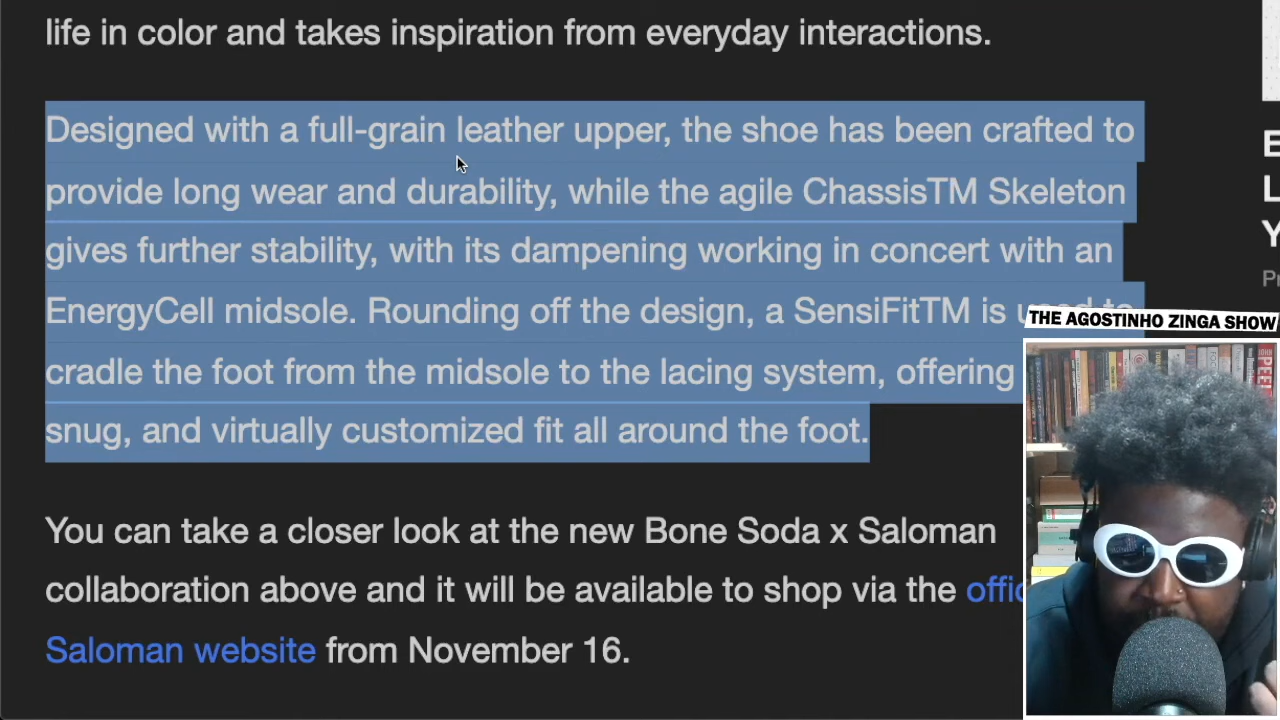 life in color and takes inspiration from everyday interactions.
Designed with a full-grain leather upper, the shoe has been crafted to
provide long wear and durability, while the agile ChassisTM Skeleton
gives further stability, with its dampening working in concert with an
EnergyCell midsole. Rounding off the design, a SensiFitTM is used to
cradle the foot from the midsole to the lacing system, offering
snug, and virtually customized fit all around the foot.
You can take a closer look at the new Bone Soda x Saloman
collaboration above and it will be available to shop via the
Saloman website from November 16.
E
L
Y
THE AGOSTINHO ZINGA SHOW